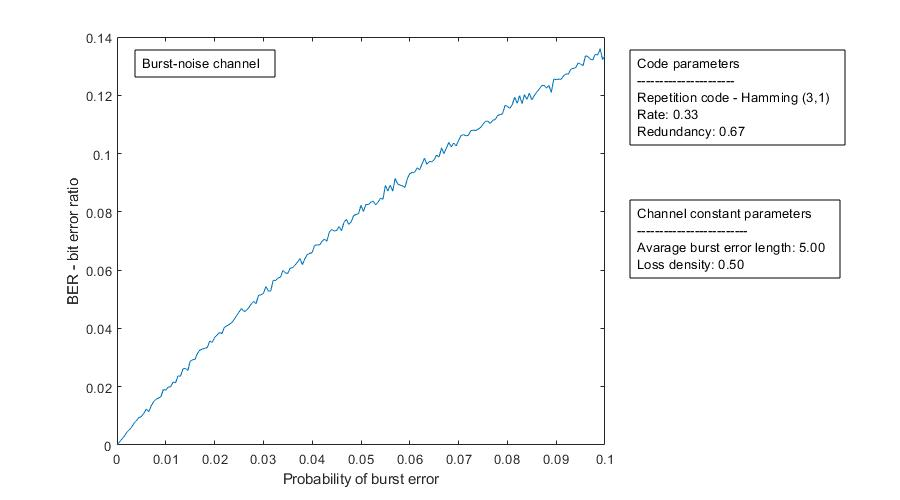 Burst-noise channel
0.14
0.12
0.1
0.08
0.06
0.04
0.02
0
BER - bit error ratio
0 0.01 0.02 0.03 0.04 0.05 0.06 0.07 0.08 0.09 0.1
Probability of burst error
Code parameters
-----------------------
Repetition code - Hamming (3,1)
Rate: 0.33
Redundancy: 0.67
Channel constant parameters
--------------------------
Avarage burst error length: 5.00
Loss density: 0.50